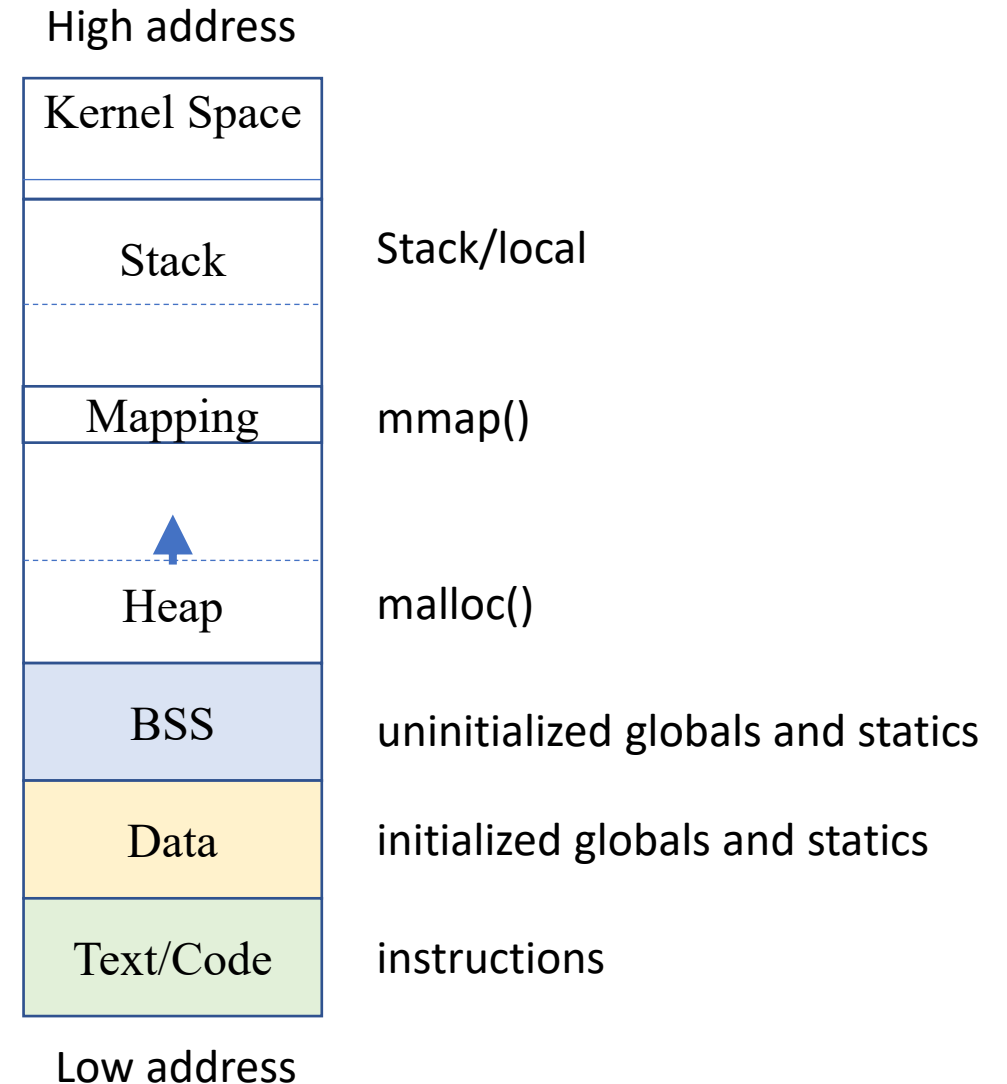 High address
Kernel Space
Stack
Stack/local
Mapping
mmap()
Heap
malloc()
BSS
uninitialized globals and statics
Data
initialized globals and statics
Text/Code
instructions
Low address